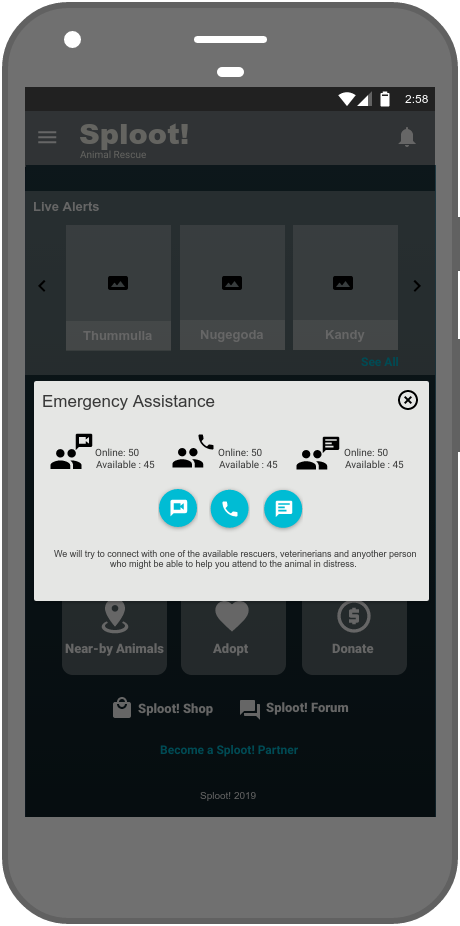 2:58
Sploot!
Animal Rescue
Live Alerts
Thummulla
Nugegoda
Kandy
See All
Emergency Assistance
Online: 50
Available : 45
Online: 50
Available : 45
Online: 50
Available : 45
We will try to connect with one of the available rescuers, veterinerians and anyother person
who might be able to help you attend to the animal in distress.
Near-by Animals
Adopt
Donate
Sploot! Shop
Sploot! Forum
Become a Sploot! Partner
Sploot! 2019